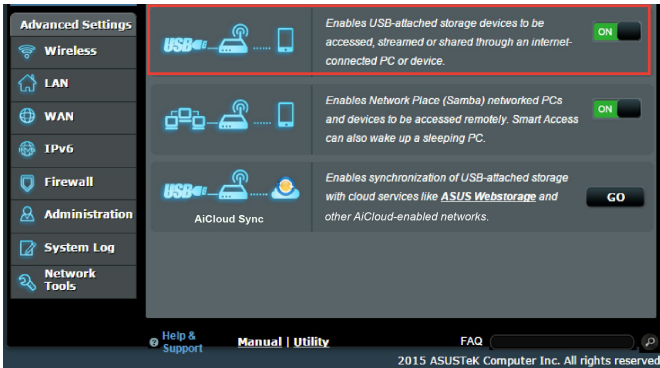 Advanced Settings
Wireless
LAN
WAN
IPv6
Firewall
Administration
System Log
Network
Tools
USB
Enables USB-attached storage devices to be
accessed, streamed or shared through an internet-
connected PC or device.
ON
Enables Network Place (Samba) networked PCs
and devices to be accessed remotely. Smart Access
can also wake up a sleeping PC.
ON
USB
AiCloud Sync
Enables synchronization of USB-attached storage
with cloud services like ASUS Webstorage and
other AiCloud-enabled networks.
GO
Help &
Support
Manual | Utility
FAQ
2015 ASUSTeK Computer Inc. All rights reserved